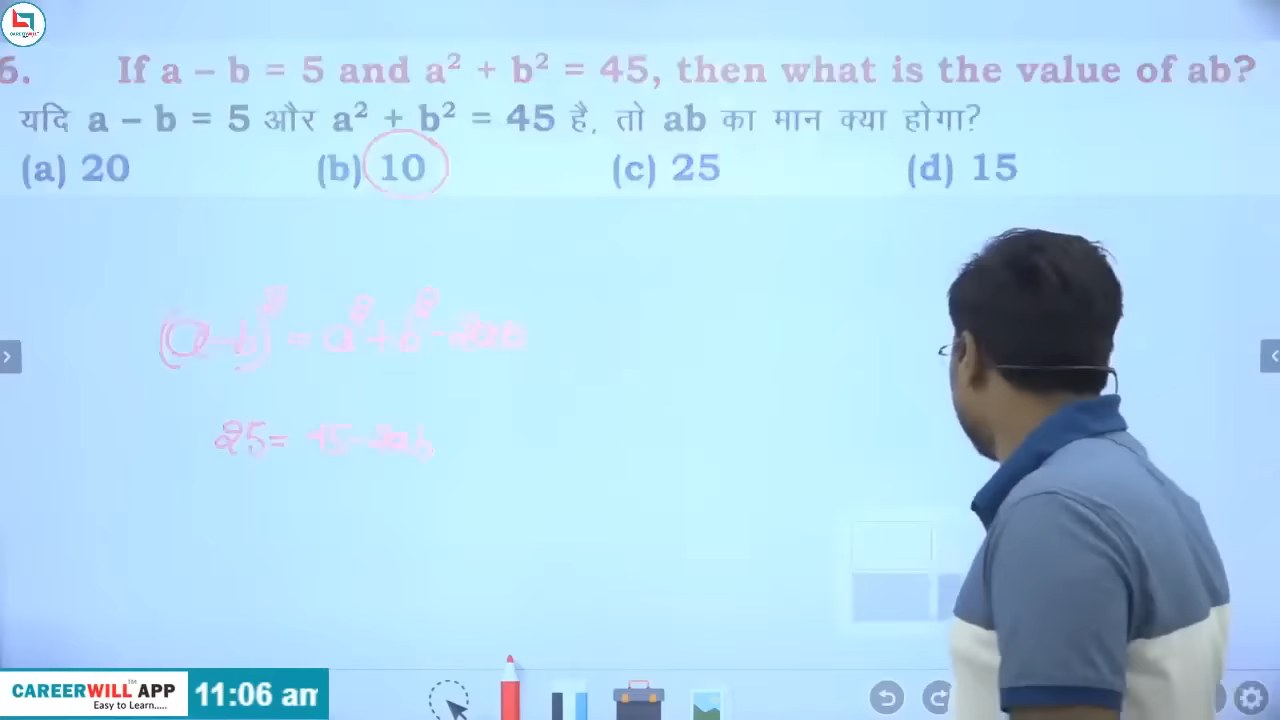 CAREERWILL
6. If a – b = 5 and a² + b² = 45, then what is the value of ab?
यदि a – b = 5 और a² + b² = 45 है, तो ab का मान क्या होगा?
(a) 20 (b) 10 (c) 25 (d) 15
(a-b)² = a² + b² - 2ab
25 = 45 - 2ab
CAREERWILL™ APP
Easy to Learn.....
11:06 am